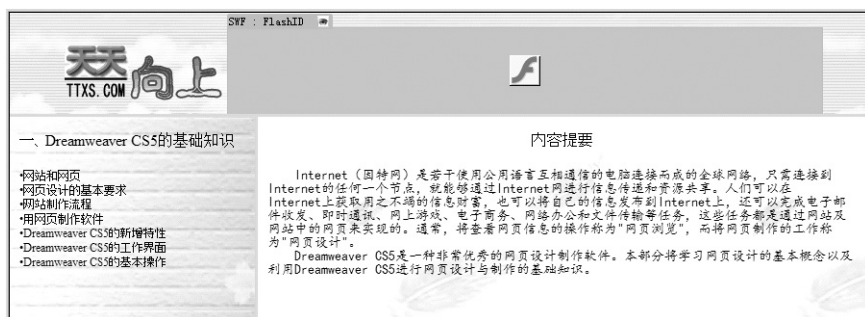 SWF : FlashID
天天向上
TTXS.COM
一、Dreamweaver CS5的基础知识
•网站和网页
•网页设计的基本要求
•网站制作流程
•用网页制作软件
•Dreamweaver CS5的新增特性
•Dreamweaver CS5的工作界面
•Dreamweaver CS5的基本操作
内容提要
Internet（因特网）是若干使用公用语言互相通信的电脑连接而成的全球网络，只需连接到
Internet的任何一个节点，就能够通过Internet网进行信息传递和资源共享。人们可以在
Internet上获取用之不竭的信息财富，也可以将自己的信息发布到Internet上，还可以完成电子邮
件收发、即时通讯、网上游戏、电子商务、网络办公和文件传输等任务，这些任务都是通过网站及
网站中的网页来实现的。通常，将查看网页信息的操作称为"网页浏览"，而将网页制作的工作称
为"网页设计"。
Dreamweaver CS5是一种非常优秀的网页设计制作软件。本部分将学习网页设计的基本概念以及
利用Dreamweaver CS5进行网页设计与制作的基础知识。